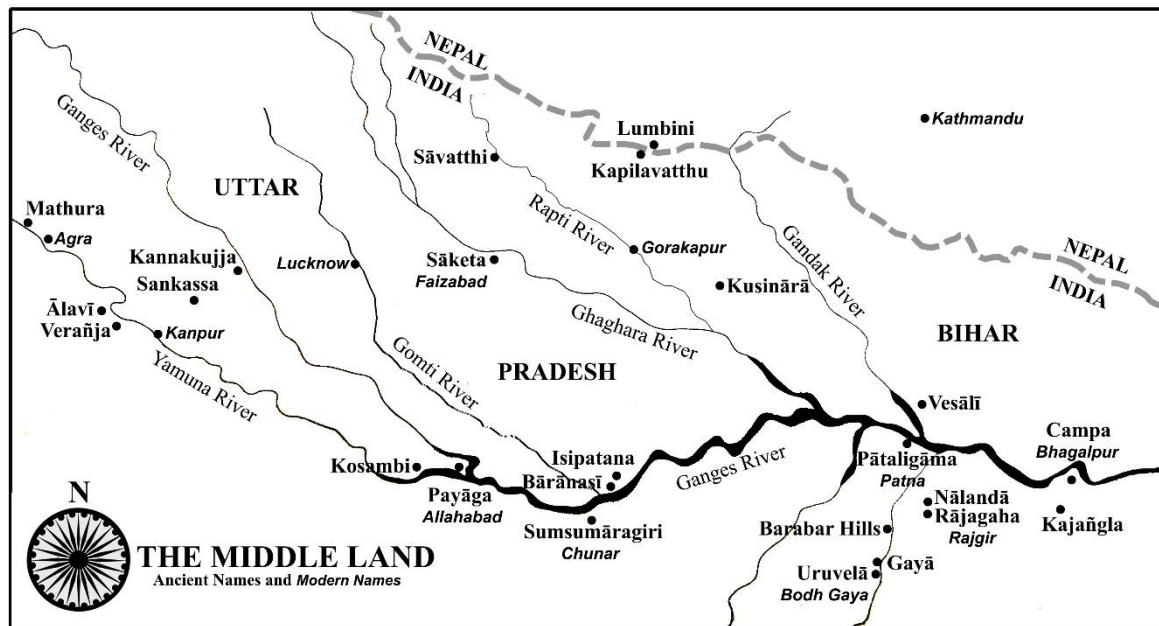 NEPAL
INDIA
Ganges River
Kathmandu
Lumbini
Kapilavatthu
Sāvatthi
UTTAR
Rapti River
Mathura
Agra
Gorakapur
Gandak River
NEPAL
INDIA
Kannakujja
Lucknow
Sāketa
Faizabad
Sankassa
Kusinārā
Ālavī
Verañja
Kanpur
Ghaghara River
BIHAR
Yamuna River
Gomti River
PRADESH
Vesālī
Campa
Bhagalpur
Kosambi
Isipatana
Bārānasī
Ganges River
Pātaligāma
Patna
Payāga
Allahabad
Nālandā
Rājagaha
Rajgir
Kajañgla
N
Sumsumāragiri
Chunar
Barabar Hills
THE MIDDLE LAND
Ancient Names and Modern Names
Gayā
Uruvelā
Bodh Gaya